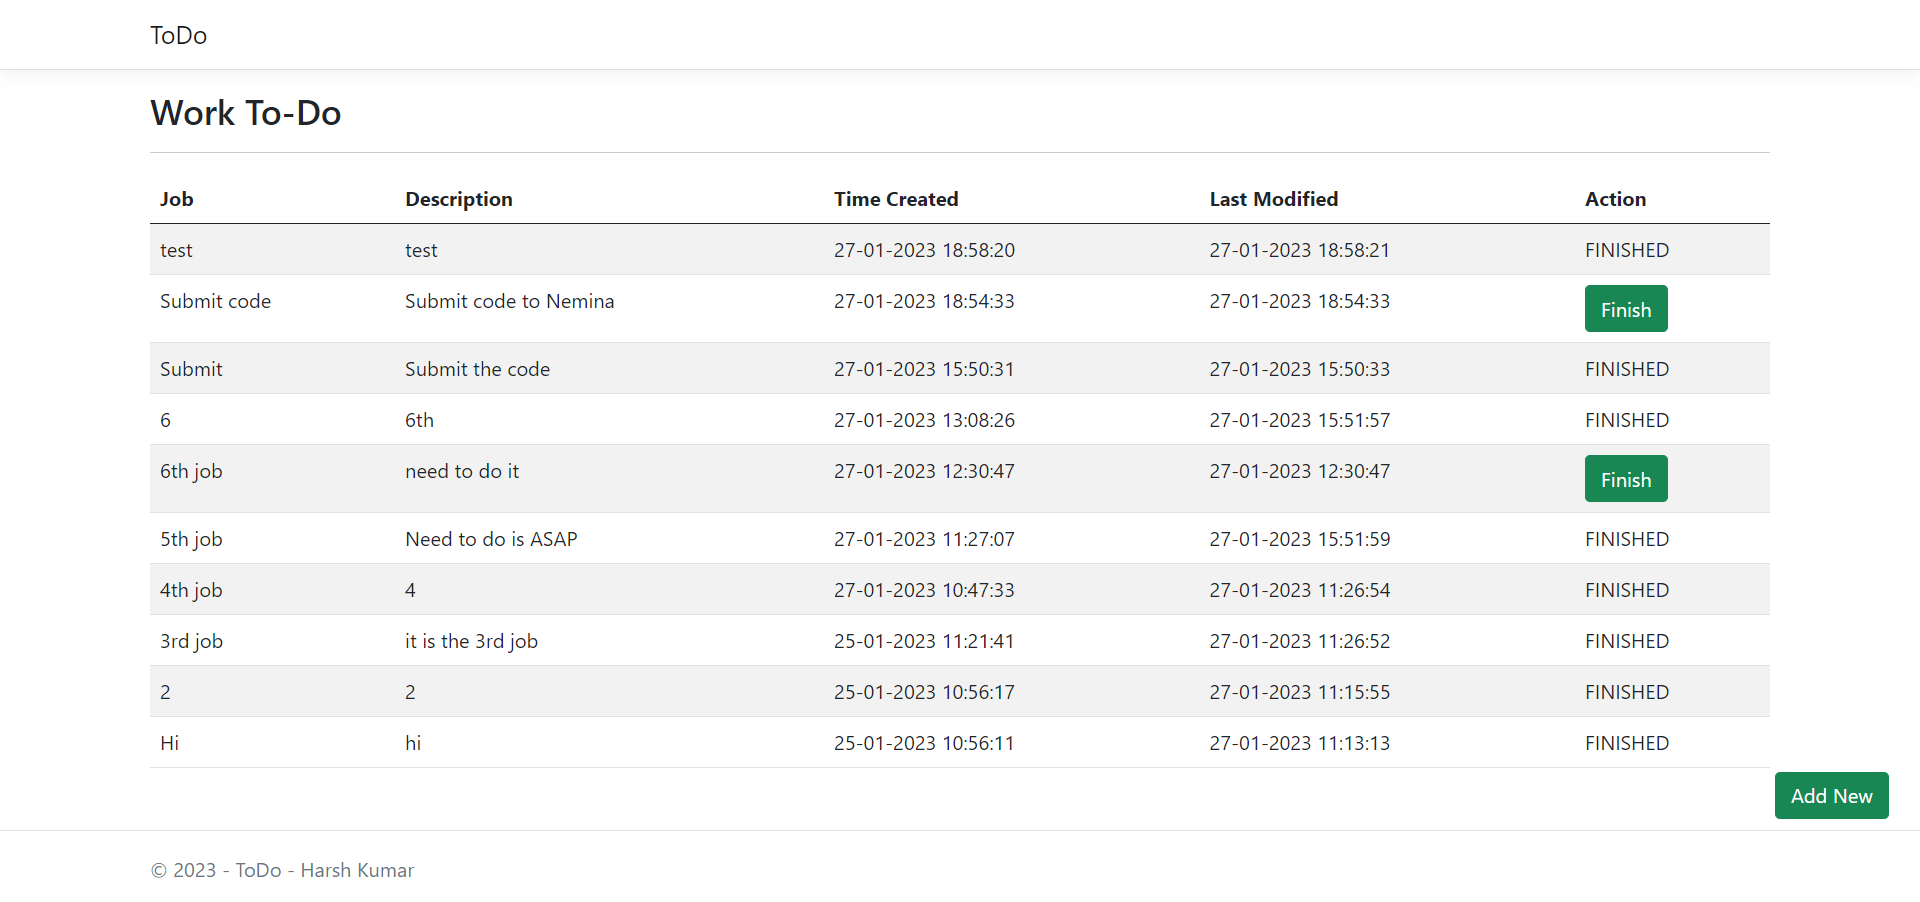 ToDo
Work To-Do
Job Description Time Created Last Modified Action
test test 27-01-2023 18:58:20 27-01-2023 18:58:21 FINISHED
Submit code Submit code to Nemina 27-01-2023 18:54:33 27-01-2023 18:54:33 Finish
Submit Submit the code 27-01-2023 15:50:31 27-01-2023 15:50:33 FINISHED
6 6th 27-01-2023 13:08:26 27-01-2023 15:51:57 FINISHED
6th job need to do it 27-01-2023 12:30:47 27-01-2023 12:30:47 Finish
5th job Need to do is ASAP 27-01-2023 11:27:07 27-01-2023 15:51:59 FINISHED
4th job 4 27-01-2023 10:47:33 27-01-2023 11:26:54 FINISHED
3rd job it is the 3rd job 25-01-2023 11:21:41 27-01-2023 11:26:52 FINISHED
2 2 25-01-2023 10:56:17 27-01-2023 11:15:55 FINISHED
Hi hi 25-01-2023 10:56:11 27-01-2023 11:13:13 FINISHED
Add New
© 2023 - ToDo - Harsh Kumar